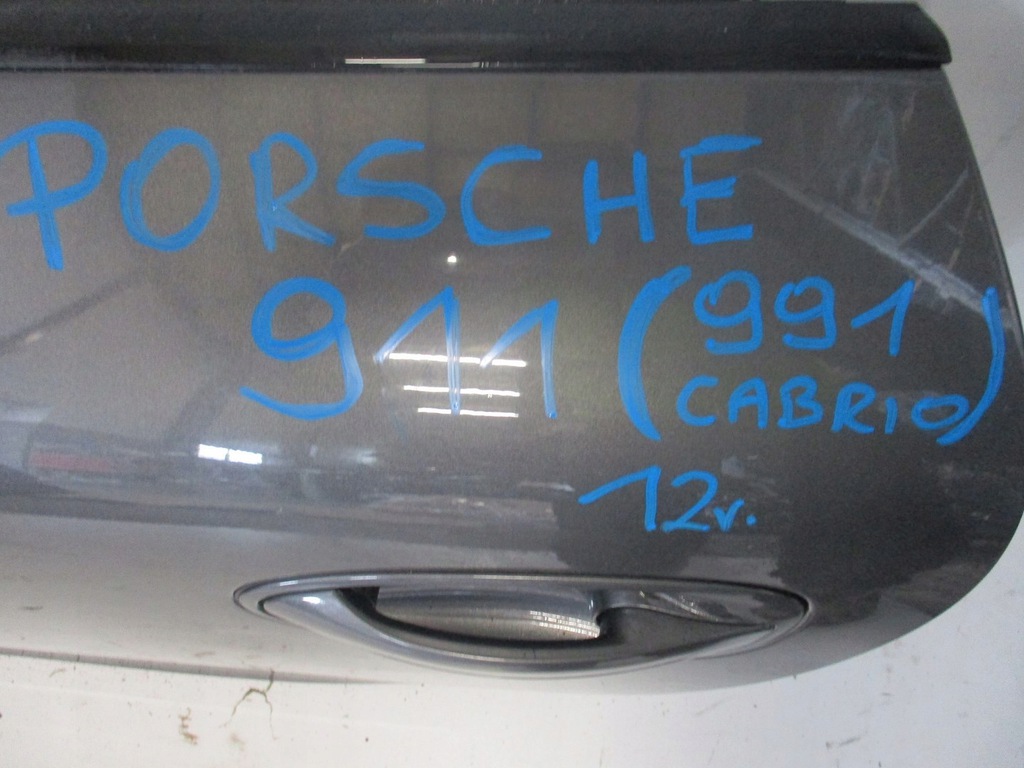 PORSCHE
911 (991
CABRIO)
12r.